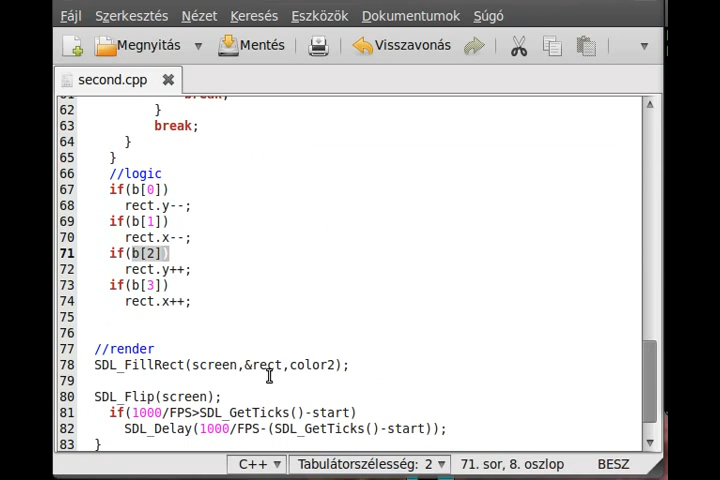 Fájl Szerkesztés Nézet Keresés Eszközök Dokumentumok Súgó
Megnyitás Mentés Visszavonás
second.cpp
61 break;
62 }
63 break;
64 }
65 }
66 //logic
67 if(b[0])
68 rect.y--;
69 if(b[1])
70 rect.x--;
71 if(b[2])
72 rect.y++;
73 if(b[3])
74 rect.x++;
75
76
77 //render
78 SDL_FillRect(screen,&rect,color2);
79
80 SDL_Flip(screen);
81 if(1000/FPS>SDL_GetTicks()-start)
82 SDL_Delay(1000/FPS-(SDL_GetTicks()-start));
83 }
C++ Tabulátorszélesség: 2 71. sor, 8. oszlop BESZ